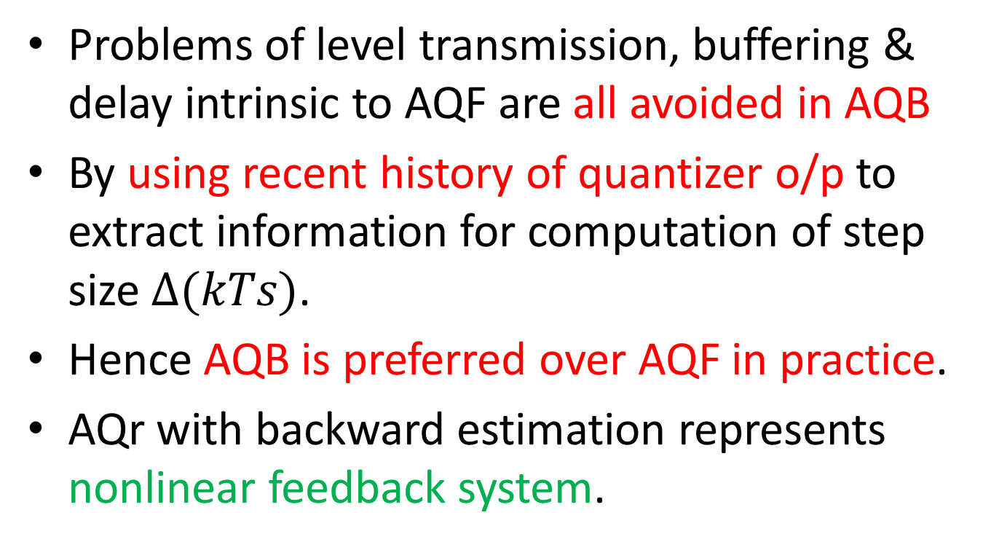 • Problems of level transmission, buffering &
delay intrinsic to AQF are all avoided in AQB
• By using recent history of quantizer o/p to
extract information for computation of step
size Δ(kTs).
• Hence AQB is preferred over AQF in practice.
• AQr with backward estimation represents
nonlinear feedback system.